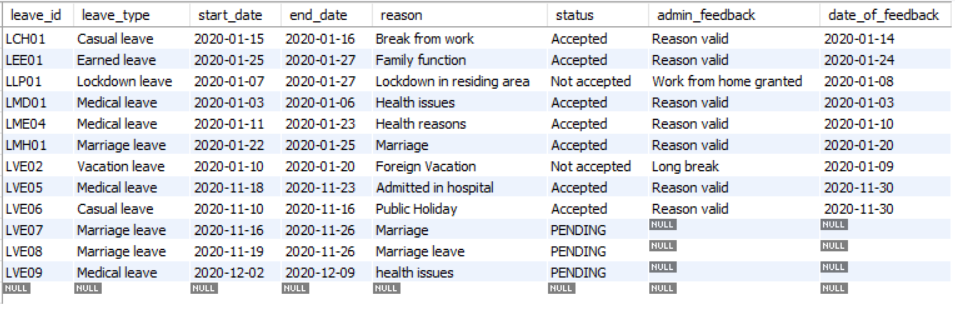 leave_id leave_type start_date end_date reason status admin_feedback date_of_feedback
LCH01 Casual leave 2020-01-15 2020-01-16 Break from work Accepted Reason valid 2020-01-14
LEE01 Earned leave 2020-01-25 2020-01-27 Family function Accepted Reason valid 2020-01-24
LLP01 Lockdown leave 2020-01-07 2020-01-27 Lockdown in residing area Not accepted Work from home granted 2020-01-08
LMD01 Medical leave 2020-01-03 2020-01-06 Health issues Accepted Reason valid 2020-01-03
LME04 Medical leave 2020-01-11 2020-01-23 Health reasons Accepted Reason valid 2020-01-10
LMH01 Marriage leave 2020-01-22 2020-01-25 Marriage Accepted Reason valid 2020-01-20
LVE02 Vacation leave 2020-01-10 2020-01-20 Foreign Vacation Not accepted Long break 2020-01-09
LVE05 Medical leave 2020-11-18 2020-11-23 Admitted in hospital Accepted Reason valid 2020-11-30
LVE06 Casual leave 2020-11-10 2020-11-16 Public Holiday Accepted Reason valid 2020-11-30
LVE07 Marriage leave 2020-11-16 2020-11-26 Marriage PENDING NULL NULL
LVE08 Marriage leave 2020-11-19 2020-11-26 Marriage leave PENDING NULL NULL
LVE09 Medical leave 2020-12-02 2020-12-09 health issues PENDING NULL NULL
NULL NULL NULL NULL NULL NULL NULL NULL